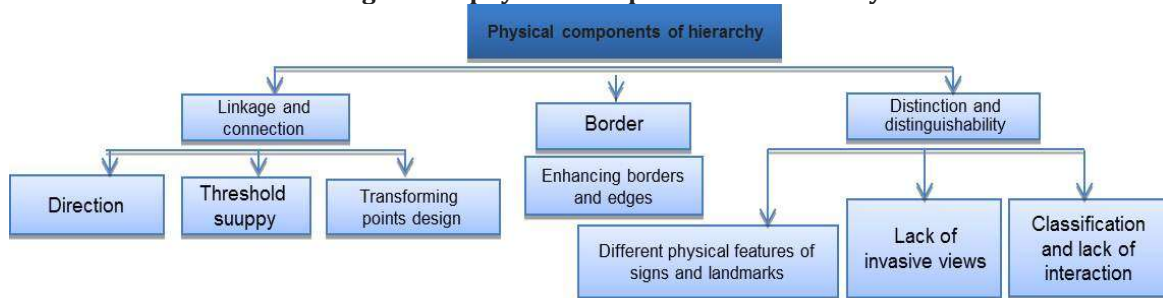 Physical components of hierarchy
Linkage and
connection
Border
Distinction and
distinguishability
Direction
Threshold
suuppy
Transforming
points design
Enhancing borders
and edges
Different physical features of
signs and landmarks
Lack of
invasive views
Classification
and lack of
interaction